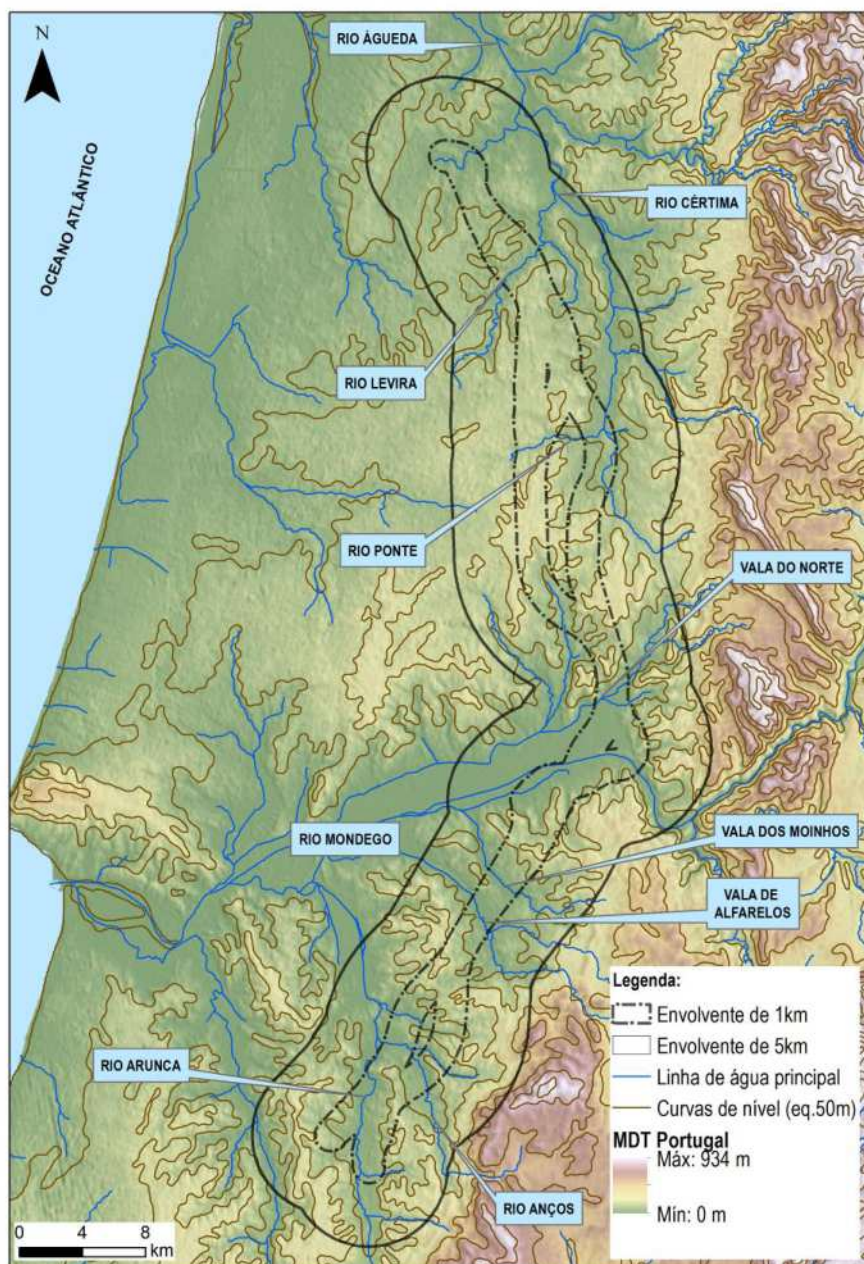 N
RIO ÀGUEDA
OCEANO ATLÂNTICO
RIO CÉRTIMA
RIO LEVIRA
RIO PONTE
VALA DO NORTE
RIO MONDEGO
VALA DOS MOINHOS
VALA DE
ALFARELOS
RIO ARUNCA
RIO ANÇOS
Legenda:
Envolvente de 1km
Envolvente de 5km
Linha de água principal
Curvas de nível (eq.50m)
MDT Portugal
Máx: 934 m
Mín: 0 m
0 4 8
km